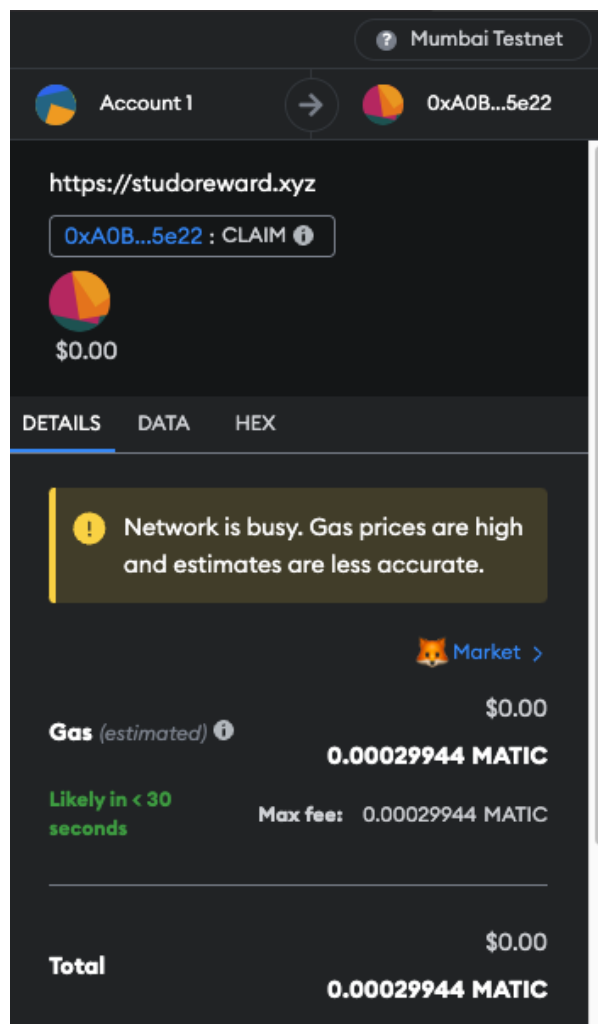 Mumbai Testnet
Account 1
0xA0B...5e22
https://studoreward.xyz
0xA0B...5e22 : CLAIM
$0.00
DETAILS DATA HEX
Network is busy. Gas prices are high
and estimates are less accurate.
Market >
$0.00
Gas (estimated)
0.00029944 MATIC
Likely in < 30
seconds
Max fee: 0.00029944 MATIC
$0.00
Total
0.00029944 MATIC